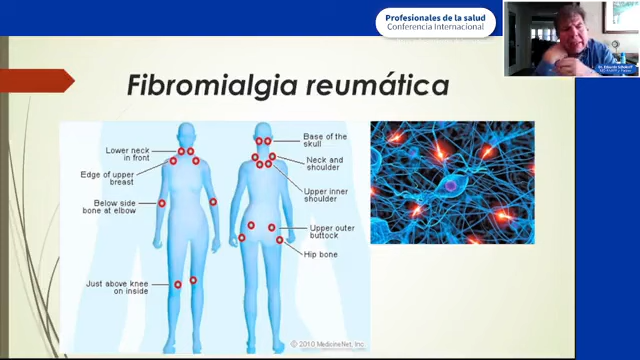 Profesionales de la salud
Conferencia Internacional
Fibromialgia reumática
Lower neck
in front
Edge of upper
breast
Below side
bone at elbow
Just above knee
on inside
Base of the
skull
Neck and
shoulder
Upper inner
shoulder
Upper outer
buttock
Hip bone
© 2010 MedicineNet, Inc.